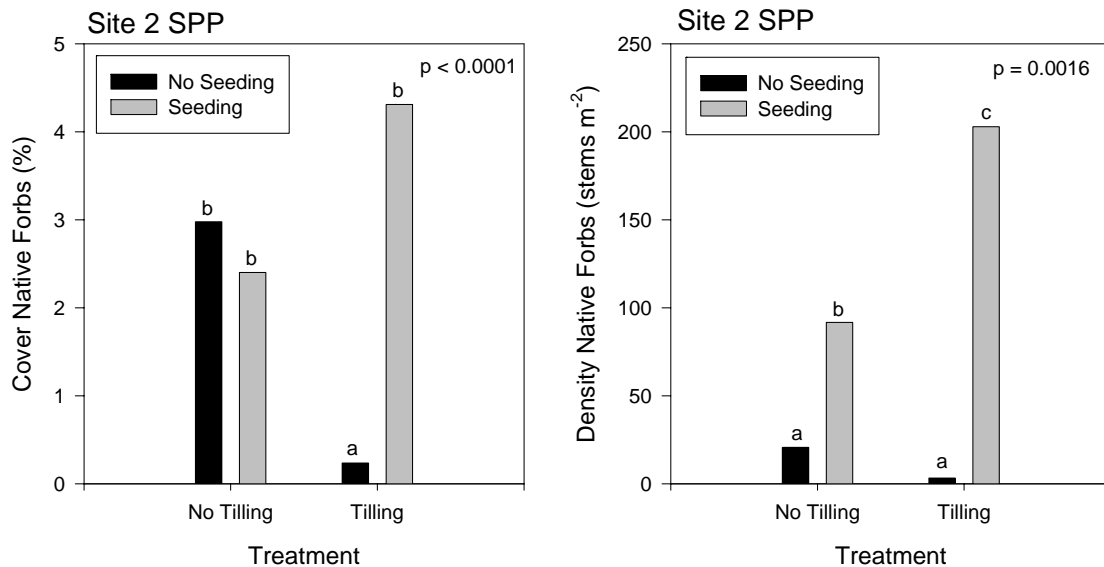 Site 2 SPP
Cover Native Forbs (%)
5
4
3
2
1
0
No Seeding
Seeding
p < 0.0001
b
b
a
b
No Tilling
Tilling
Treatment
Site 2 SPP
Density Native Forbs (stems m⁻²)
250
200
150
100
50
0
No Seeding
Seeding
p = 0.0016
a
b
a
c
No Tilling
Tilling
Treatment